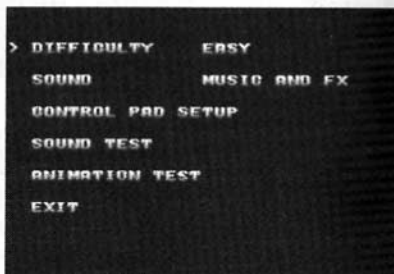 > DIFFICULTY EASY
SOUND MUSIC AND FX
CONTROL PAD SETUP
SOUND TEST
ANIMATION TEST
EXIT